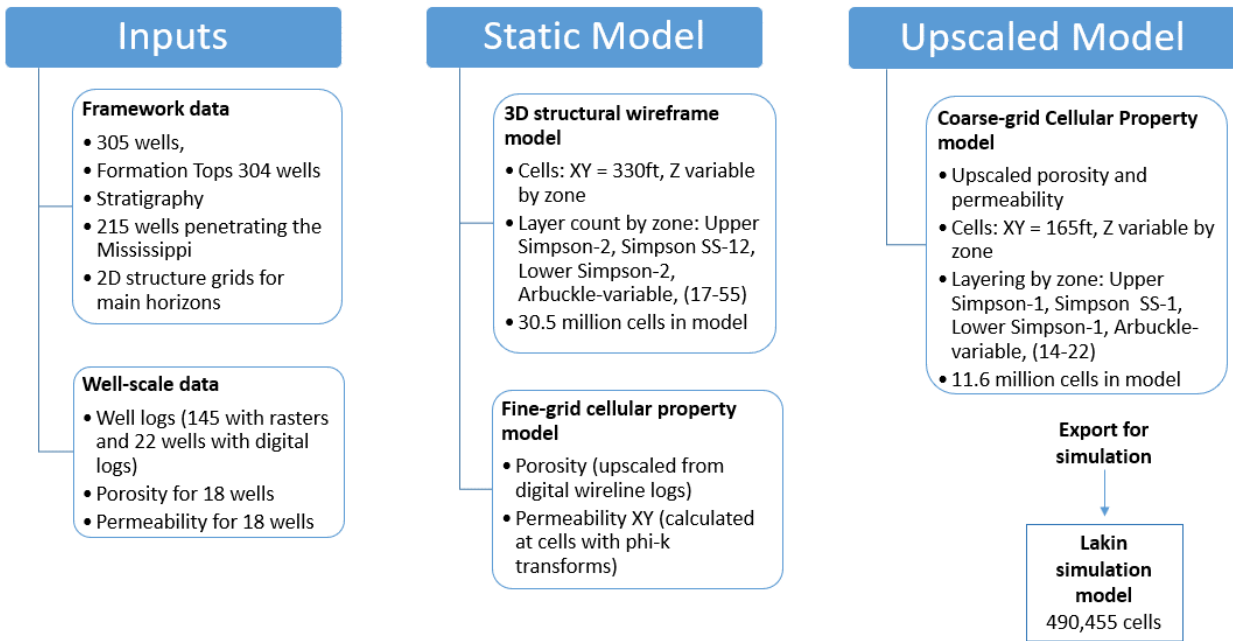 Inputs
Framework data
• 305 wells,
• Formation Tops 304 wells
• Stratigraphy
• 215 wells penetrating the
Mississippi
• 2D structure grids for
main horizons
Well-scale data
• Well logs (145 with rasters
and 22 wells with digital
logs)
• Porosity for 18 wells
• Permeability for 18 wells
Static Model
3D structural wireframe
model
• Cells: XY = 330ft, Z variable
by zone
• Layer count by zone: Upper
Simpson-2, Simpson SS-12,
Lower Simpson-2,
Arbuckle-variable, (17-55)
• 30.5 million cells in model
Fine-grid cellular property
model
• Porosity (upscaled from
digital wireline logs)
• Permeability XY (calculated
at cells with phi-k
transforms)
Upscaled Model
Coarse-grid Cellular Property
model
• Upscaled porosity and
permeability
• Cells: XY = 165ft, Z variable by
zone
• Layering by zone: Upper
Simpson-1, Simpson SS-1,
Lower Simpson-1, Arbuckle-
variable, (14-22)
• 11.6 million cells in model
Export for
simulation
Lakin
simulation
model
490,455 cells